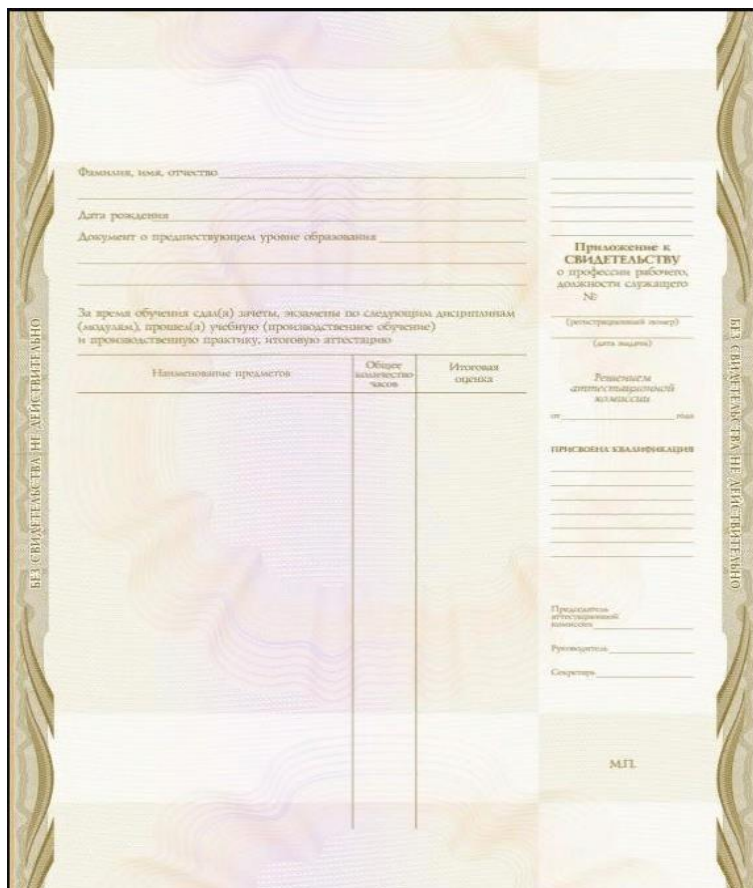 Фамилия, имя, отчество
Дата рождения
Документ о предшествующем уровне образования
За время обучения сдал(а) зачеты, экзамены по следующим дисциплинам
(модулям), прошел(а) учебную (производственное обучение)
и производственную практику, итоговую аттестацию
Наименование предметов
Общее
количество
часов
Итоговая
оценка
Приложение к
СВИДЕТЕЛЬСТВУ
о профессии рабочего,
должности служащего
№
(регистрационный номер)
(дата выдачи)
Решением
аттестационной
комиссии
от года
ПРИСВОЕНА КВАЛИФИКАЦИЯ
Председатель
аттестационной
комиссии
Руководитель
Секретарь
М.П.
БЕЗ СВИДЕТЕЛЬСТВА НЕ ДЕЙСТВИТЕЛЬНО
БЕЗ СВИДЕТЕЛЬСТВА НЕ ДЕЙСТВИТЕЛЬНО